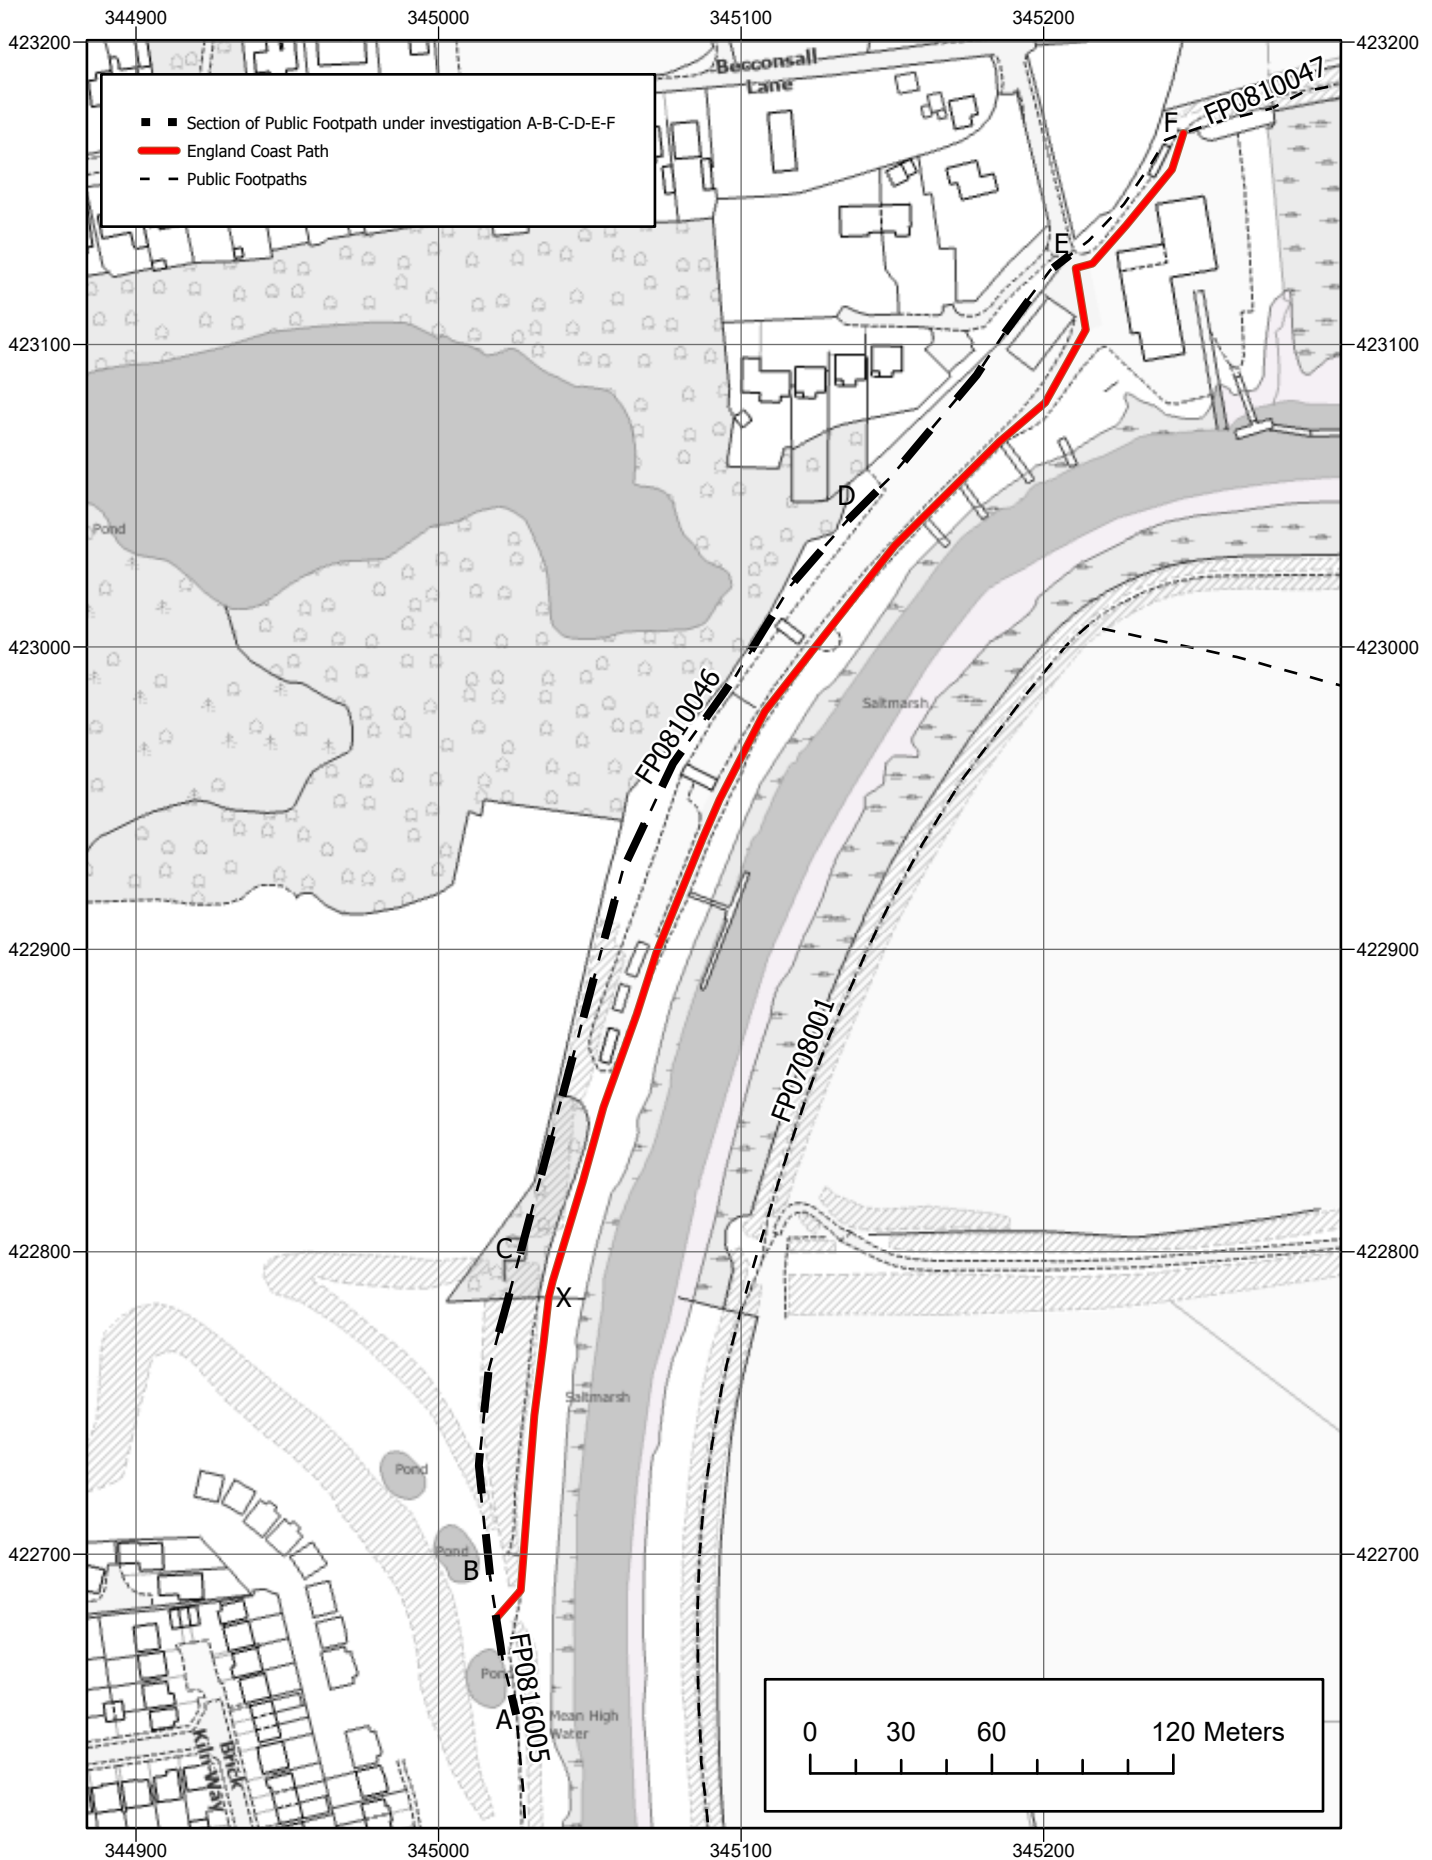 344900 345000 345100 345200
423200 423200
Becconsall
Lane
FP0810047
F
Section of Public Footpath under investigation A-B-C-D-E-F
England Coast Path
Public Footpaths
E
423100 423100
D
Pond
423000 423000
FP0810046
Saltmarsh
422900 422900
FP0708001
C
422800 422800
X
Saltmarsh
Pond
422700 Pond 422700
B
FP0816005
Pond
A
Mean High
Water
Brick
Kiln Way
0 30 60 120 Meters
344900 345000 345100 345200